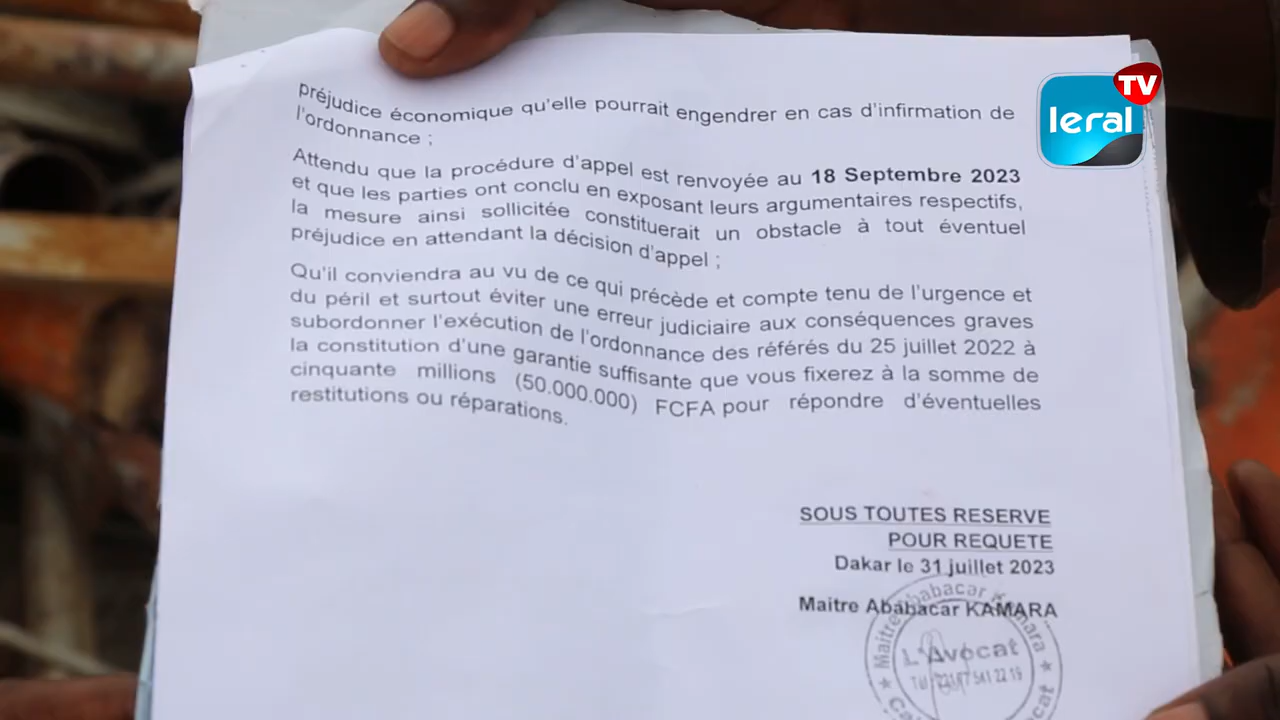 préjudice économique qu'elle pourrait engendrer en cas d'infirmation de
l'ordonnance ;
Attendu que la procédure d'appel est renvoyée au 18 Septembre 2023
et que les parties ont conclu en exposant leurs argumentaires respectifs,
la mesure ainsi sollicitée constituerait un obstacle à tout éventuel
préjudice en attendant la décision d'appel ;
Qu'il conviendra au vu de ce qui précède et compte tenu de l'urgence et
du péril et surtout éviter une erreur judiciaire aux conséquences graves
subordonner l'exécution de l'ordonnance des référés du 25 juillet 2022 à
la constitution d'une garantie suffisante que vous fixerez à la somme de
cinquante millions (50.000.000) FCFA pour répondre d'éventuelles
restitutions ou réparations.
SOUS TOUTES RESERVE
POUR REQUETE
Dakar le 31 juillet 2023
Maitre Ababacar KAMARA
Maitre Ababacar Kamara
L'Avocat
leral TV